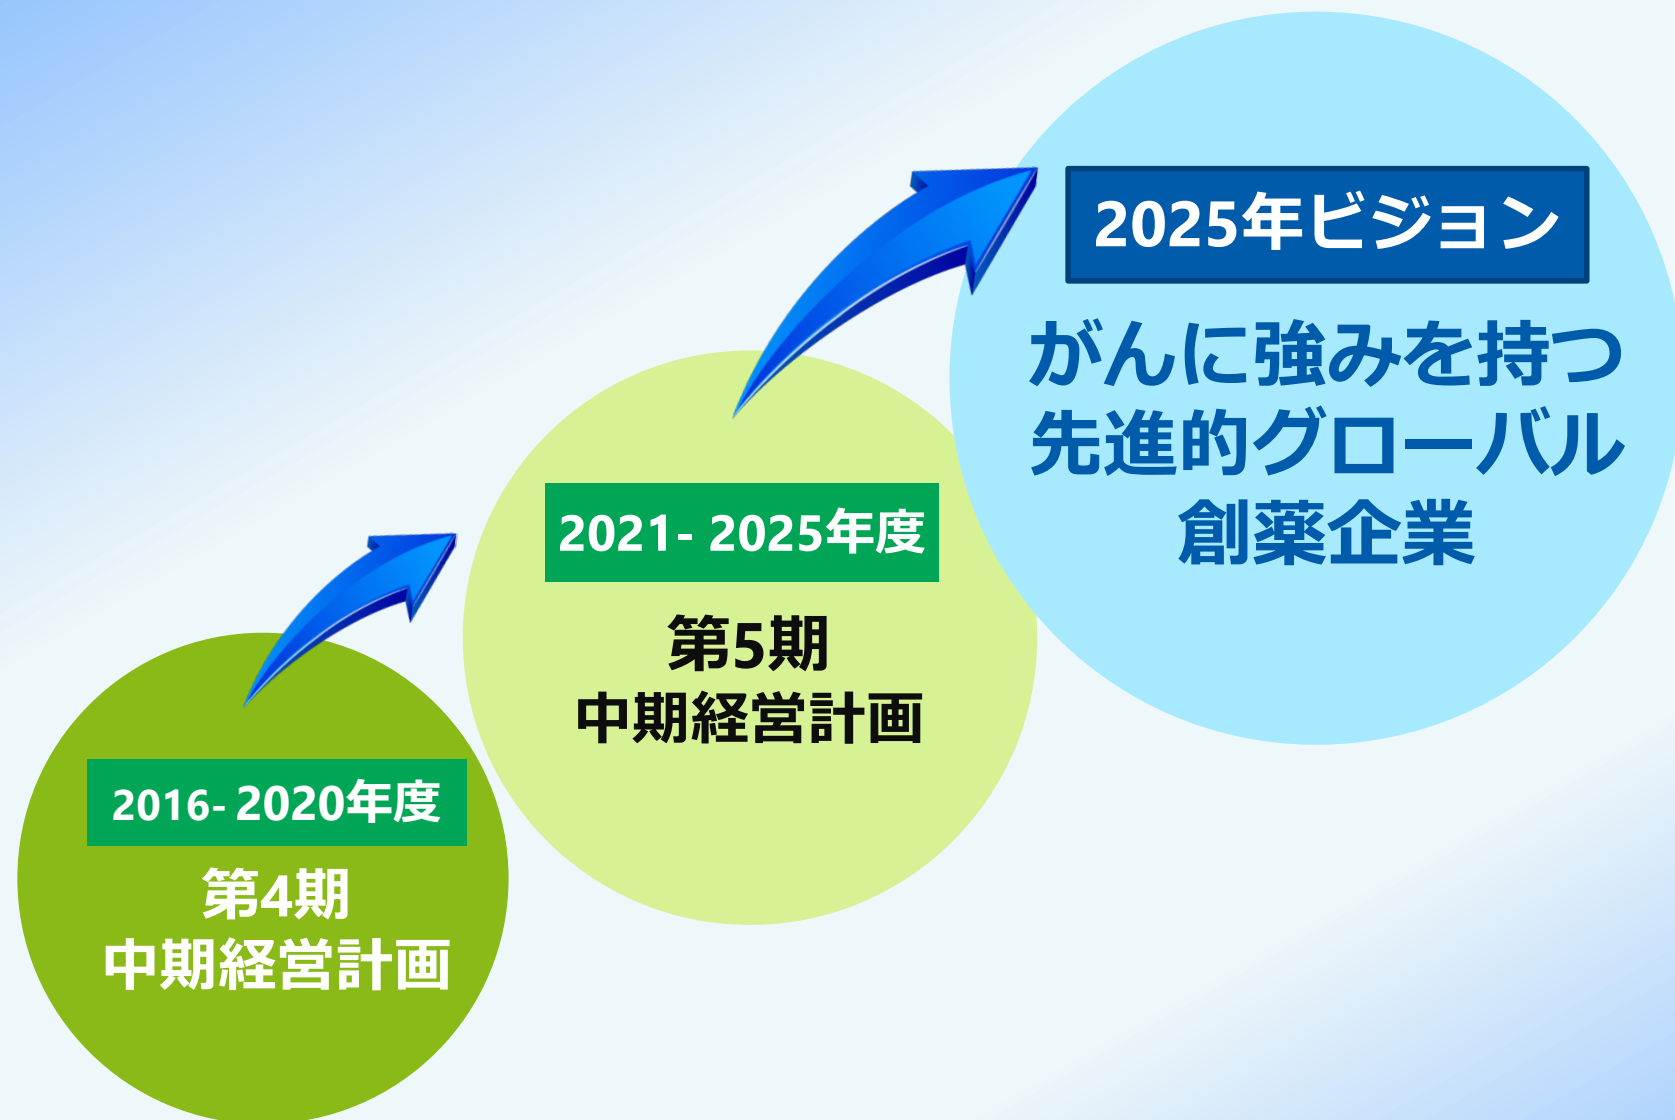 2025年ビジョン
がんに強みを持つ
先進的グローバル
創薬企業
2021- 2025年度
第5期
中期経営計画
2016- 2020年度
第4期
中期経営計画